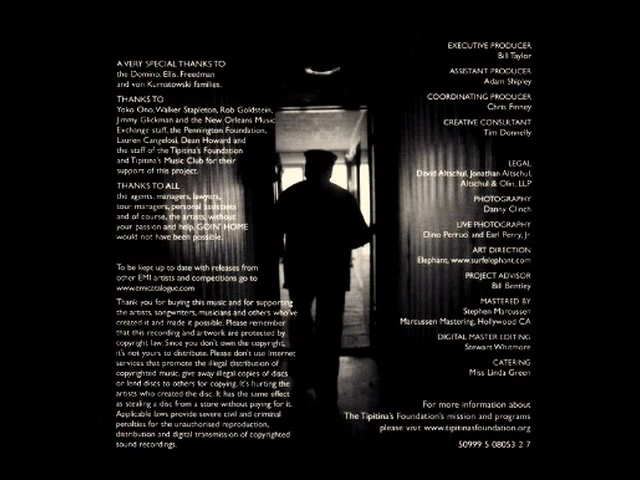 A VERY SPECIAL THANKS TO
the Domino, Ellis, Freedman
and von Kurnatowski families.
THANKS TO
Yoko Ono, Walker Stapleton, Rob Goldstein,
Jimmy Glickman and the New Orleans Music
Exchange staff, the Pennington Foundation,
Lauren Cangelosi, Dean Howard and
the staff of the Tipitina's Foundation
and Tipitina's Music Club for their
support of this project.
THANKS TO ALL
the agents, managers, lawyers,
tour managers, personal assistants
and of course, the artists, without
your passion and help, GOIN' HOME
would not have been possible.
To be kept up to date with releases from
other EMI artists and competitions go to
www.emicatalogue.com
Thank you for buying this music and for supporting
the artists, songwriters, musicians and others who've
created it and made it possible. Please remember
that this recording and artwork are protected by
copyright law. Since you don't own the copyright,
it's not yours to distribute. Please don't use Internet
services that promote the illegal distribution of
copyrighted music, give away illegal copies of discs
or lend discs to others for copying. It's hurting the
artists who created the disc. It has the same effect
as stealing a disc from a store without paying for it.
Applicable laws provide severe civil and criminal
penalties for the unauthorised reproduction,
distribution and digital transmission of copyrighted
sound recordings.
EXECUTIVE PRODUCER
Bill Taylor
ASSISTANT PRODUCER
Adam Shipley
COORDINATING PRODUCER
Chris Finney
CREATIVE CONSULTANT
Tim Donnelly
LEGAL
David Altschul, Jonathan Altschul,
Altschul & Olin, LLP
PHOTOGRAPHY
Danny Clinch
LIVE PHOTOGRAPHY
Dino Perrucci and Earl Perry, Jr.
ART DIRECTION
Elephant, www.surfelephant.com
PROJECT ADVISOR
Bill Bentley
MASTERED BY
Stephen Marcussen
Marcussen Mastering, Hollywood CA
DIGITAL MASTER EDITING
Stewart Whitmore
CATERING
Miss Linda Green
For more information about
The Tipitina's Foundation's mission and programs
please visit www.tipitinasfoundation.org
50999 5 08053 2 7